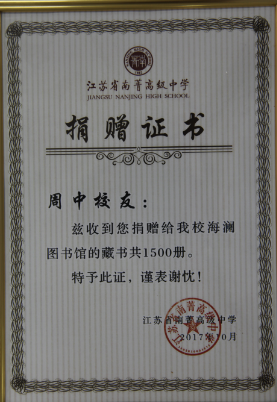 江苏省南菁高级中学
JIANGSU NANJING HIGH SCHOOL
捐赠证书
周中校友：
兹收到您捐赠给我校海澜
图书馆的藏书共1500册。
特予此证，谨表谢忱！
江苏省南菁高级中学
2017年10月